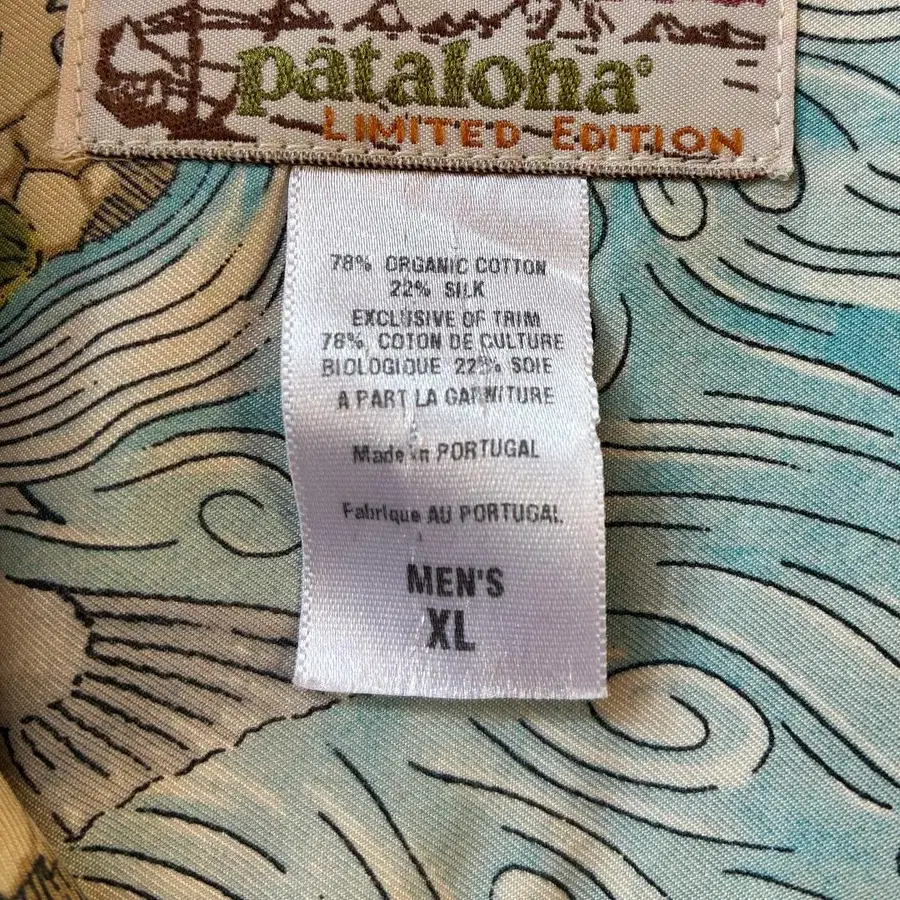 pataloha®
LIMITED EDITION
78% ORGANIC COTTON
22% SILK
EXCLUSIVE OF TRIM
78% COTON DE CULTURE
BIOLOGIQUE 22% SOIE
A PART LA GARNITURE
Made in PORTUGAL
Fabrique AU PORTUGAL
MEN'S
XL